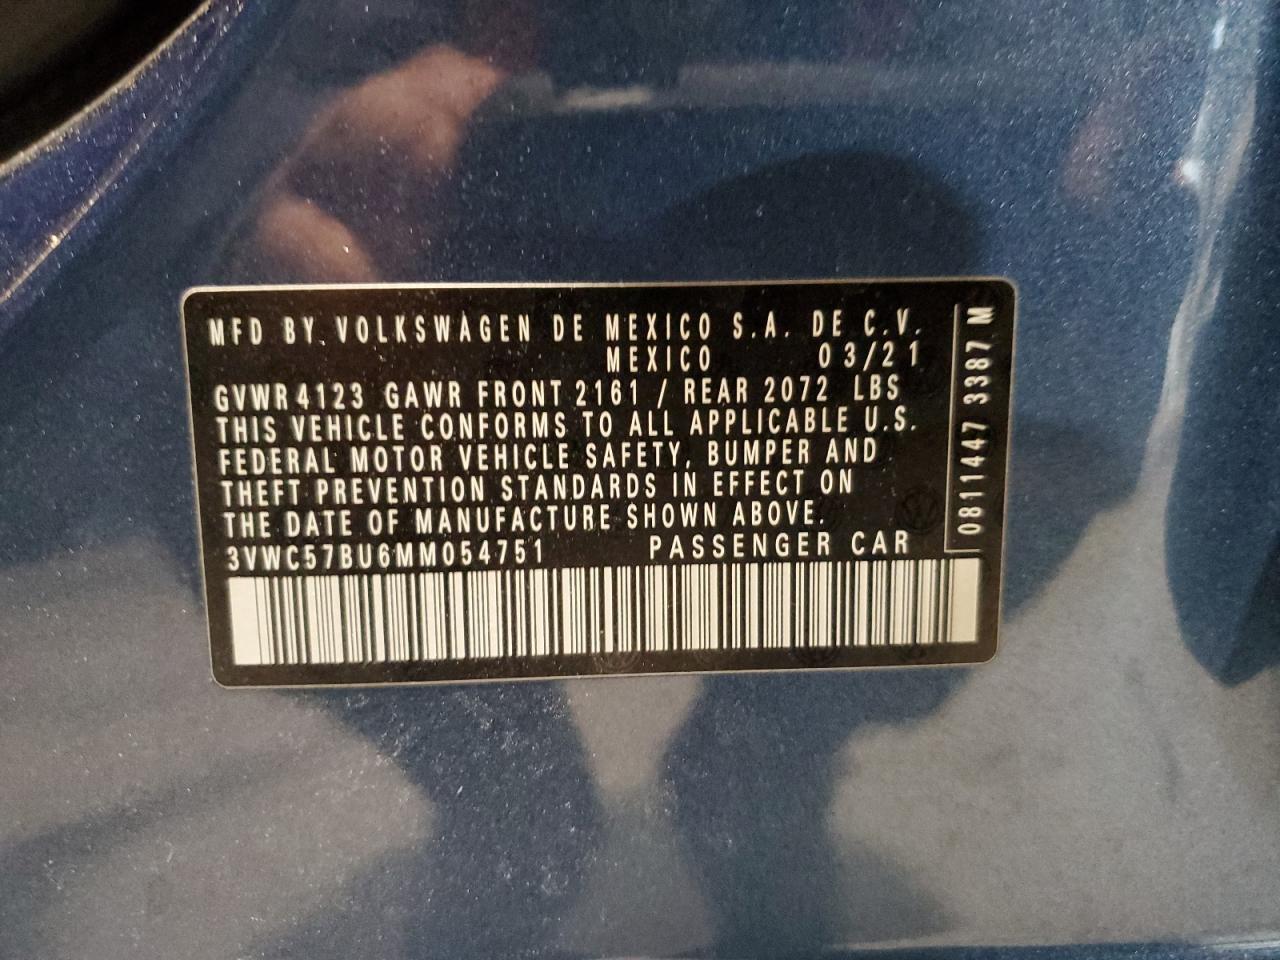 MFD BY VOLKSWAGEN DE MEXICO S.A. DE C.V.
MEXICO 03/21
GVWR 4123 GAWR FRONT 2161 / REAR 2072 LBS
THIS VEHICLE CONFORMS TO ALL APPLICABLE U.S.
FEDERAL MOTOR VEHICLE SAFETY, BUMPER AND
THEFT PREVENTION STANDARDS IN EFFECT ON
THE DATE OF MANUFACTURE SHOWN ABOVE.
3VWC57BU6MM054751 PASSENGER CAR
0811447 3387 M